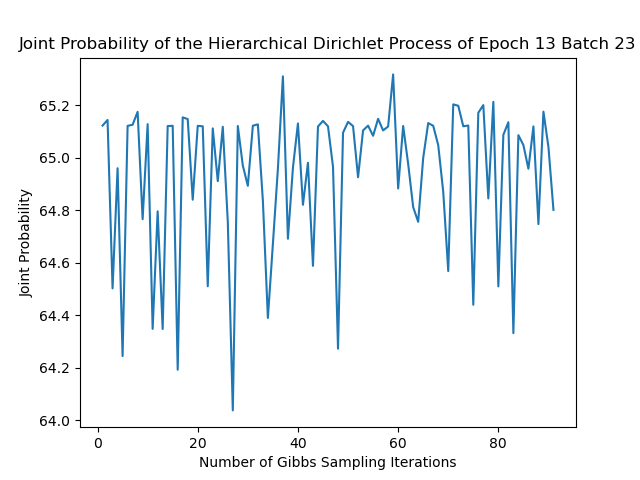 Joint Probability of the Hierarchical Dirichlet Process of Epoch 13 Batch 23
65.2
65.0
64.8
64.6
64.4
64.2
64.0
Joint Probability
0 20 40 60 80
Number of Gibbs Sampling Iterations